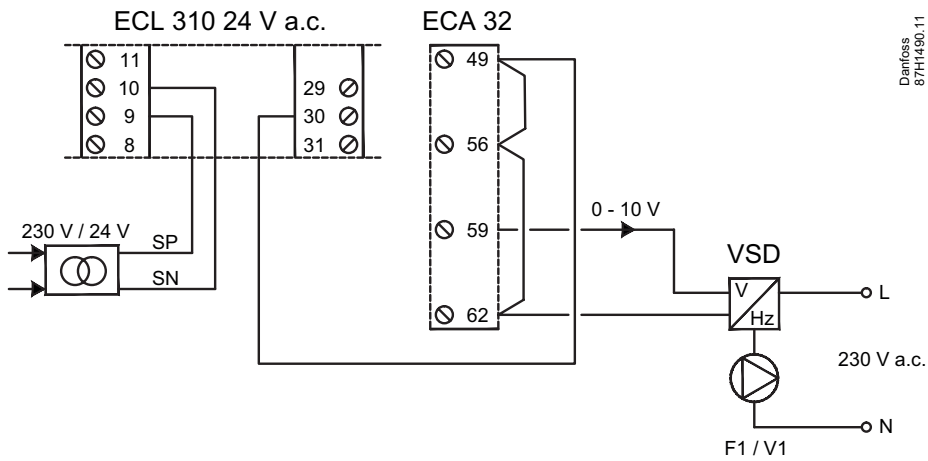 ECL 310 24 V a.c.
ECA 32
Danfoss
87H1490.11
11
10
9
8
29
30
31
49
56
59
62
230 V / 24 V
SP
SN
0 - 10 V
VSD
V
Hz
L
230 V a.c.
N
F1 / V1